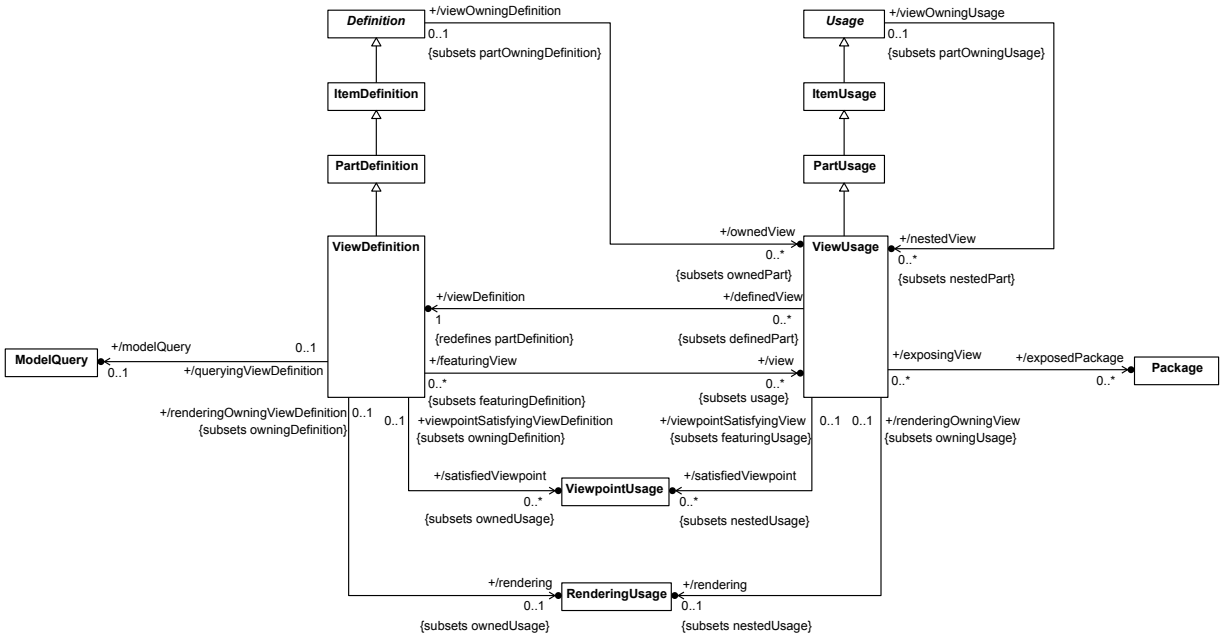 Definition
+/viewOwningDefinition
0..1
{subsets partOwningDefinition}
Usage
+/viewOwningUsage
0..1
{subsets partOwningUsage}
ItemDefinition
ItemUsage
PartDefinition
PartUsage
ViewDefinition
+/ownedView
0..*
{subsets ownedPart}
ViewUsage
+/nestedView
0..*
{subsets nestedPart}
+/viewDefinition
1
{redefines partDefinition}
+/definedView
0..*
{subsets definedPart}
ModelQuery
+/modelQuery
0..1
0..1
+/queryingViewDefinition
+/featuringView
0..*
{subsets featuringDefinition}
+/view
0..*
{subsets usage}
+/exposingView
0..*
+/exposedPackage
0..*
Package
+/renderingOwningViewDefinition
0..1
{subsets owningDefinition}
0..1
+viewpointSatisfyingViewDefinition
{subsets owningDefinition}
+/viewpointSatisfyingView
0..1
{subsets featuringUsage}
0..1
+/renderingOwningView
{subsets owningUsage}
+/satisfiedViewpoint
0..*
{subsets ownedUsage}
ViewpointUsage
+/satisfiedViewpoint
0..*
{subsets nestedUsage}
+/rendering
0..1
{subsets ownedUsage}
RenderingUsage
+/rendering
0..1
{subsets nestedUsage}